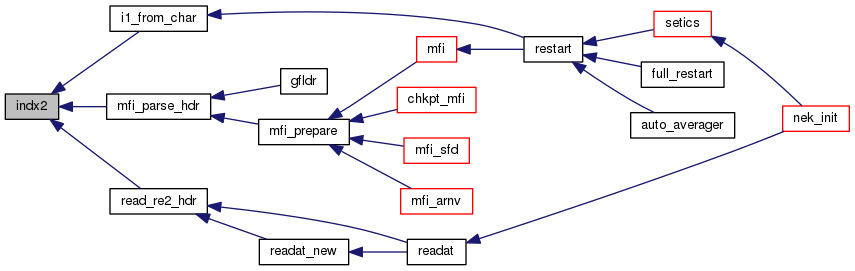 i1_from_char
mfi
restart
setics
full_restart
gfldr
indx2
mfi_parse_hdr
chkpt_mfi
auto_averager
nek_init
mfi_prepare
mfi_sfd
mfi_arnv
read_re2_hdr
readat_new
readat